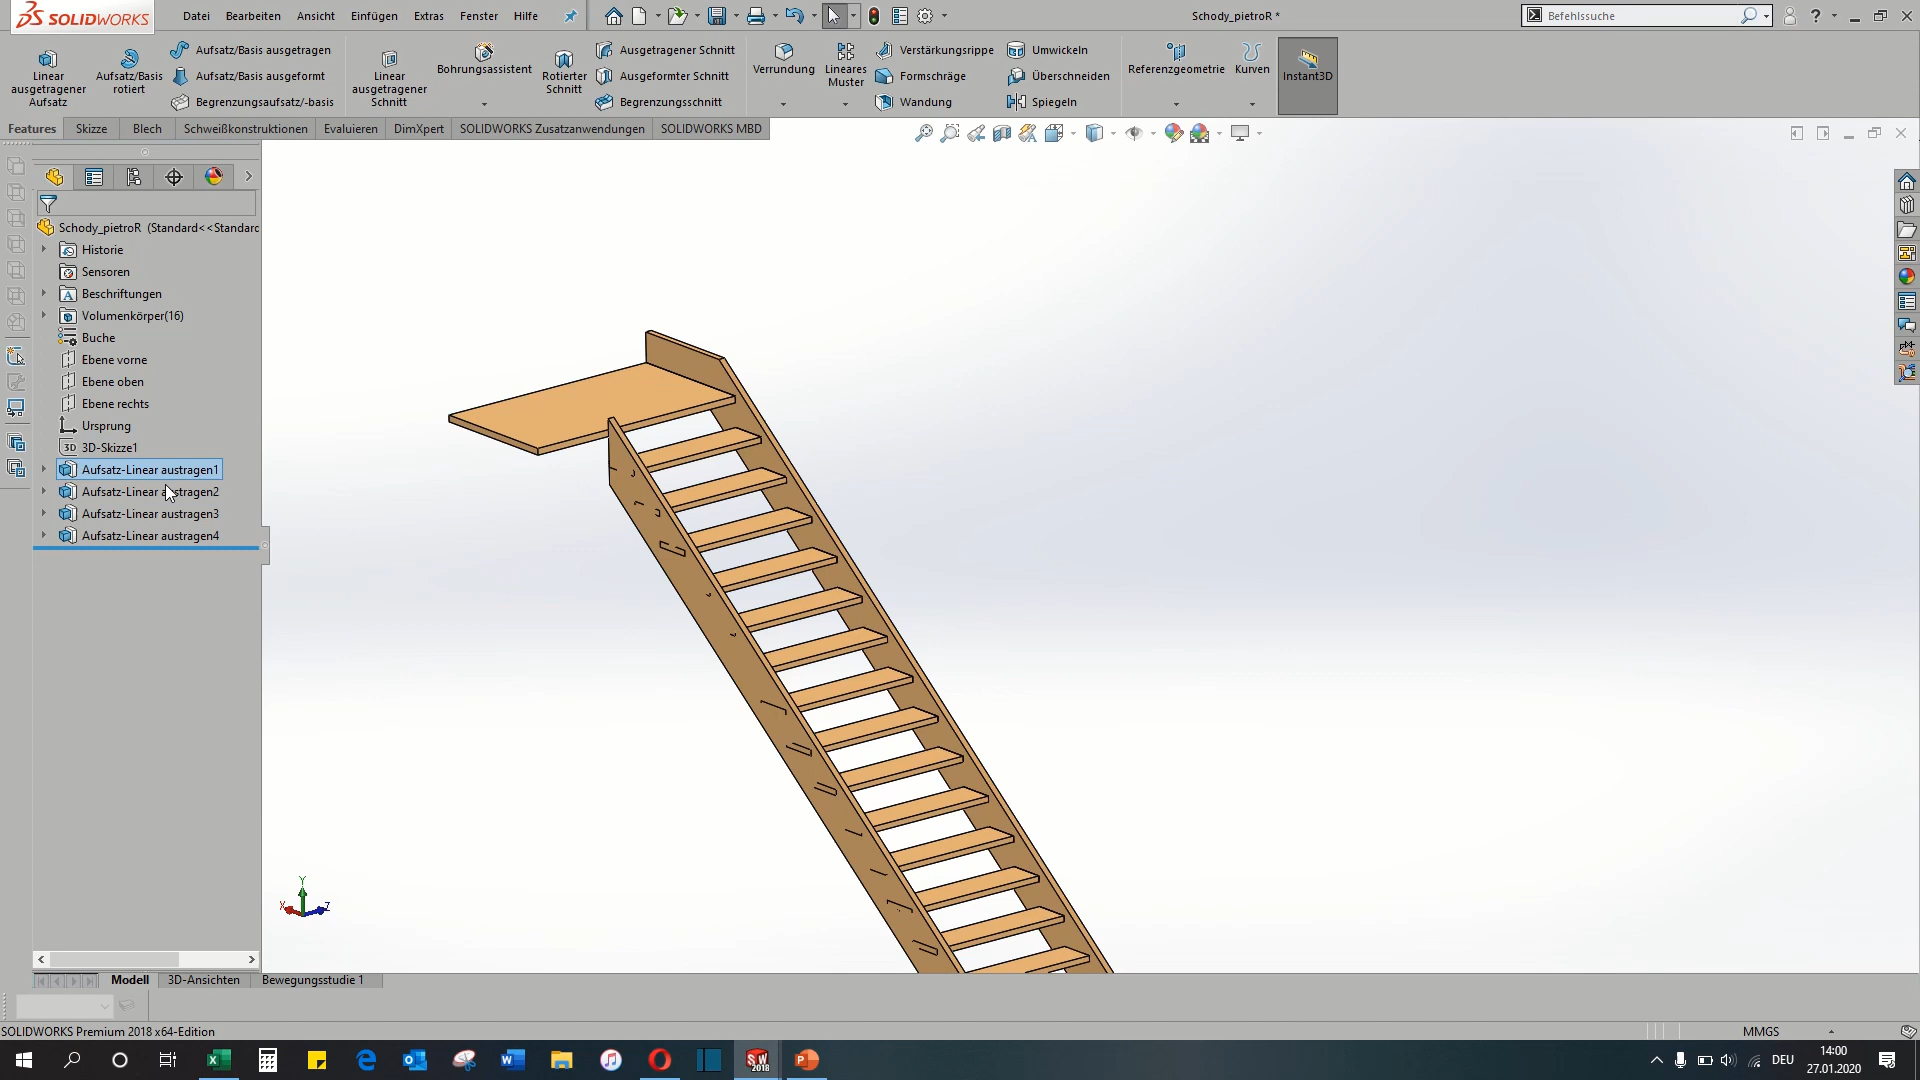 SOLIDWORKS
Datei Bearbeiten Ansicht Einfügen Extras Fenster Hilfe
Schody_pietroR *
Befehlssuche
Linear ausgetragener Aufsatz
Aufsatz/Basis rotiert
Aufsatz/Basis ausgetragen
Aufsatz/Basis ausgeformt
Begrenzungsaufsatz/-basis
Linear ausgetragener Schnitt
Bohrungsassistent
Rotierter Schnitt
Ausgetragener Schnitt
Ausgeformter Schnitt
Begrenzungsschnitt
Verrundung
Lineares Muster
Verstärkungsrippe
Formschräge
Wandung
Umwickeln
Überschneiden
Spiegeln
Referenzgeometrie
Kurven
Instant3D
Features Skizze Blech Schweißkonstruktionen Evaluieren DimXpert SOLIDWORKS Zusatzanwendungen SOLIDWORKS MBD
Schody_pietroR (Standard<<Standard
Historie
Sensoren
Beschriftungen
Volumenkörper(16)
Buche
Ebene vorne
Ebene oben
Ebene rechts
Ursprung
3D 3D-Skizze1
Aufsatz-Linear austragen1
Aufsatz-Linear austragen2
Aufsatz-Linear austragen3
Aufsatz-Linear austragen4
Y
X Z
Modell 3D-Ansichten Bewegungsstudie 1
SOLIDWORKS Premium 2018 x64-Edition
MMGS
DEU
14:00
27.01.2020